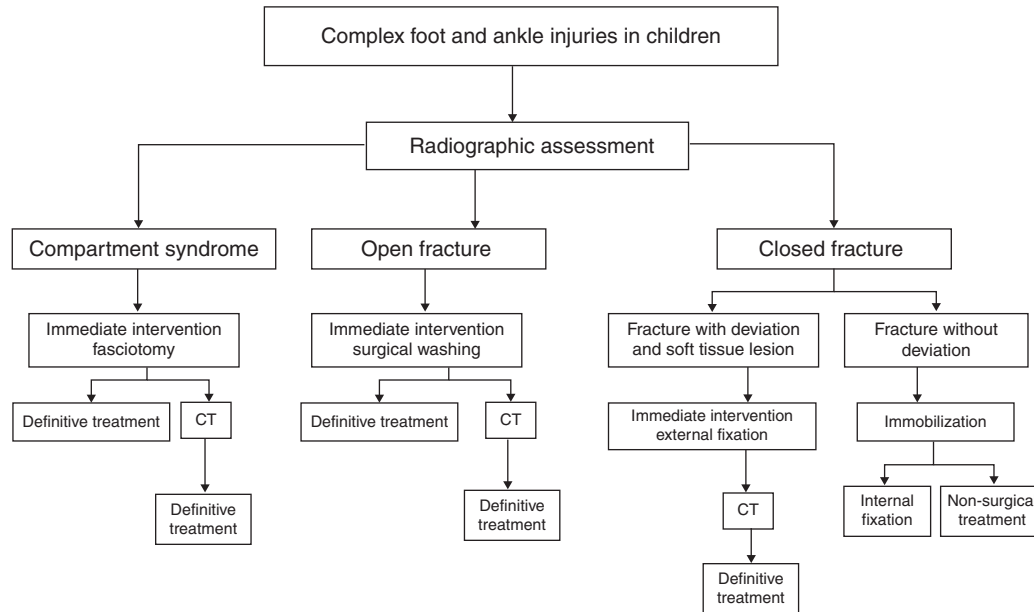 Complex foot and ankle injuries in children
Radiographic assessment
Compartment syndrome
Open fracture
Closed fracture
Immediate intervention
fasciotomy
Immediate intervention
surgical washing
Fracture with deviation
and soft tissue lesion
Fracture without
deviation
Definitive treatment
CT
Definitive treatment
CT
Immediate intervention
external fixation
Immobilization
Definitive
treatment
Definitive
treatment
CT
Internal
fixation
Non-surgical
treatment
Definitive
treatment